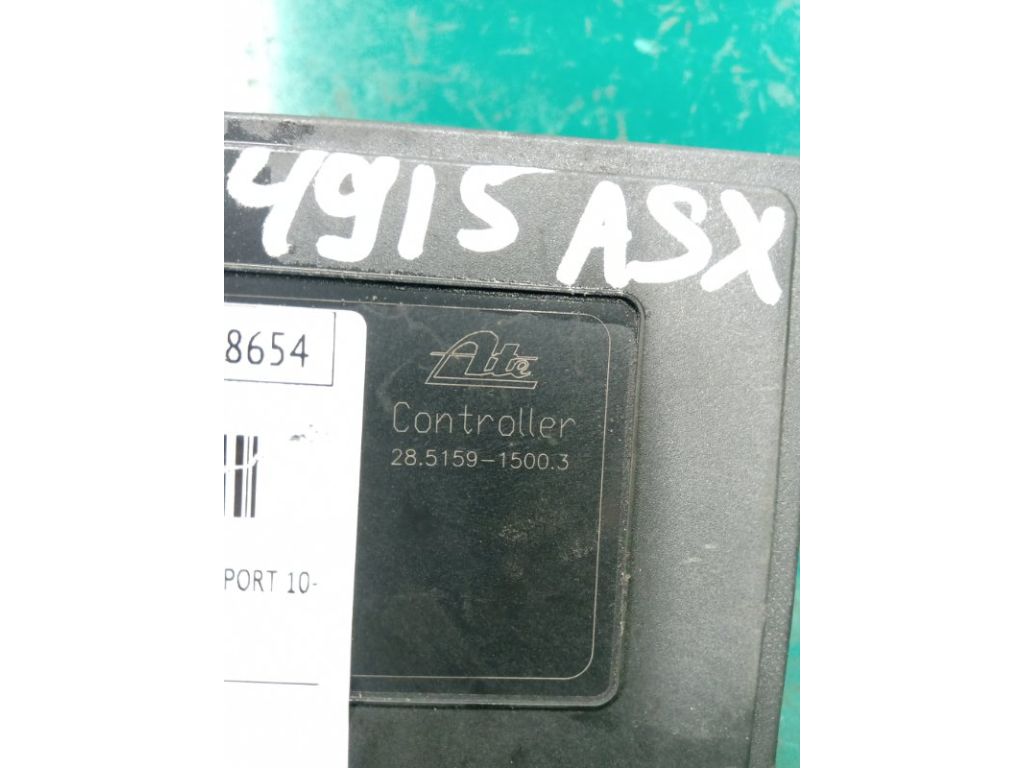 4915 ASX
8654
Ate
Controller
28.5159-1500.3
PORT 10-